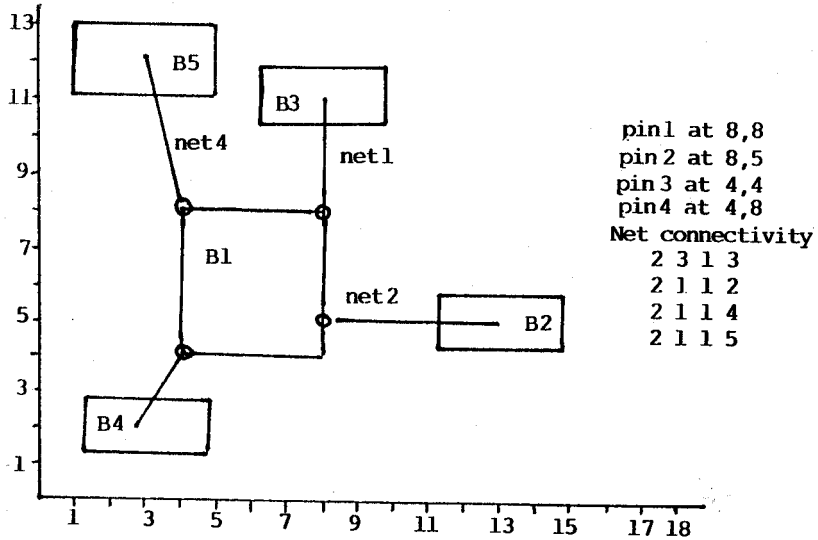 13
11
9
7
5
3
1
B5
B3
net4
net1
B1
net2
B2
B4
1 3 5 7 9 11 13 15 17 18
pin1 at 8,8
pin2 at 8,5
pin3 at 4,4
pin4 at 4,8
Net connectivity
2 3 1 3
2 1 1 2
2 1 1 4
2 1 1 5